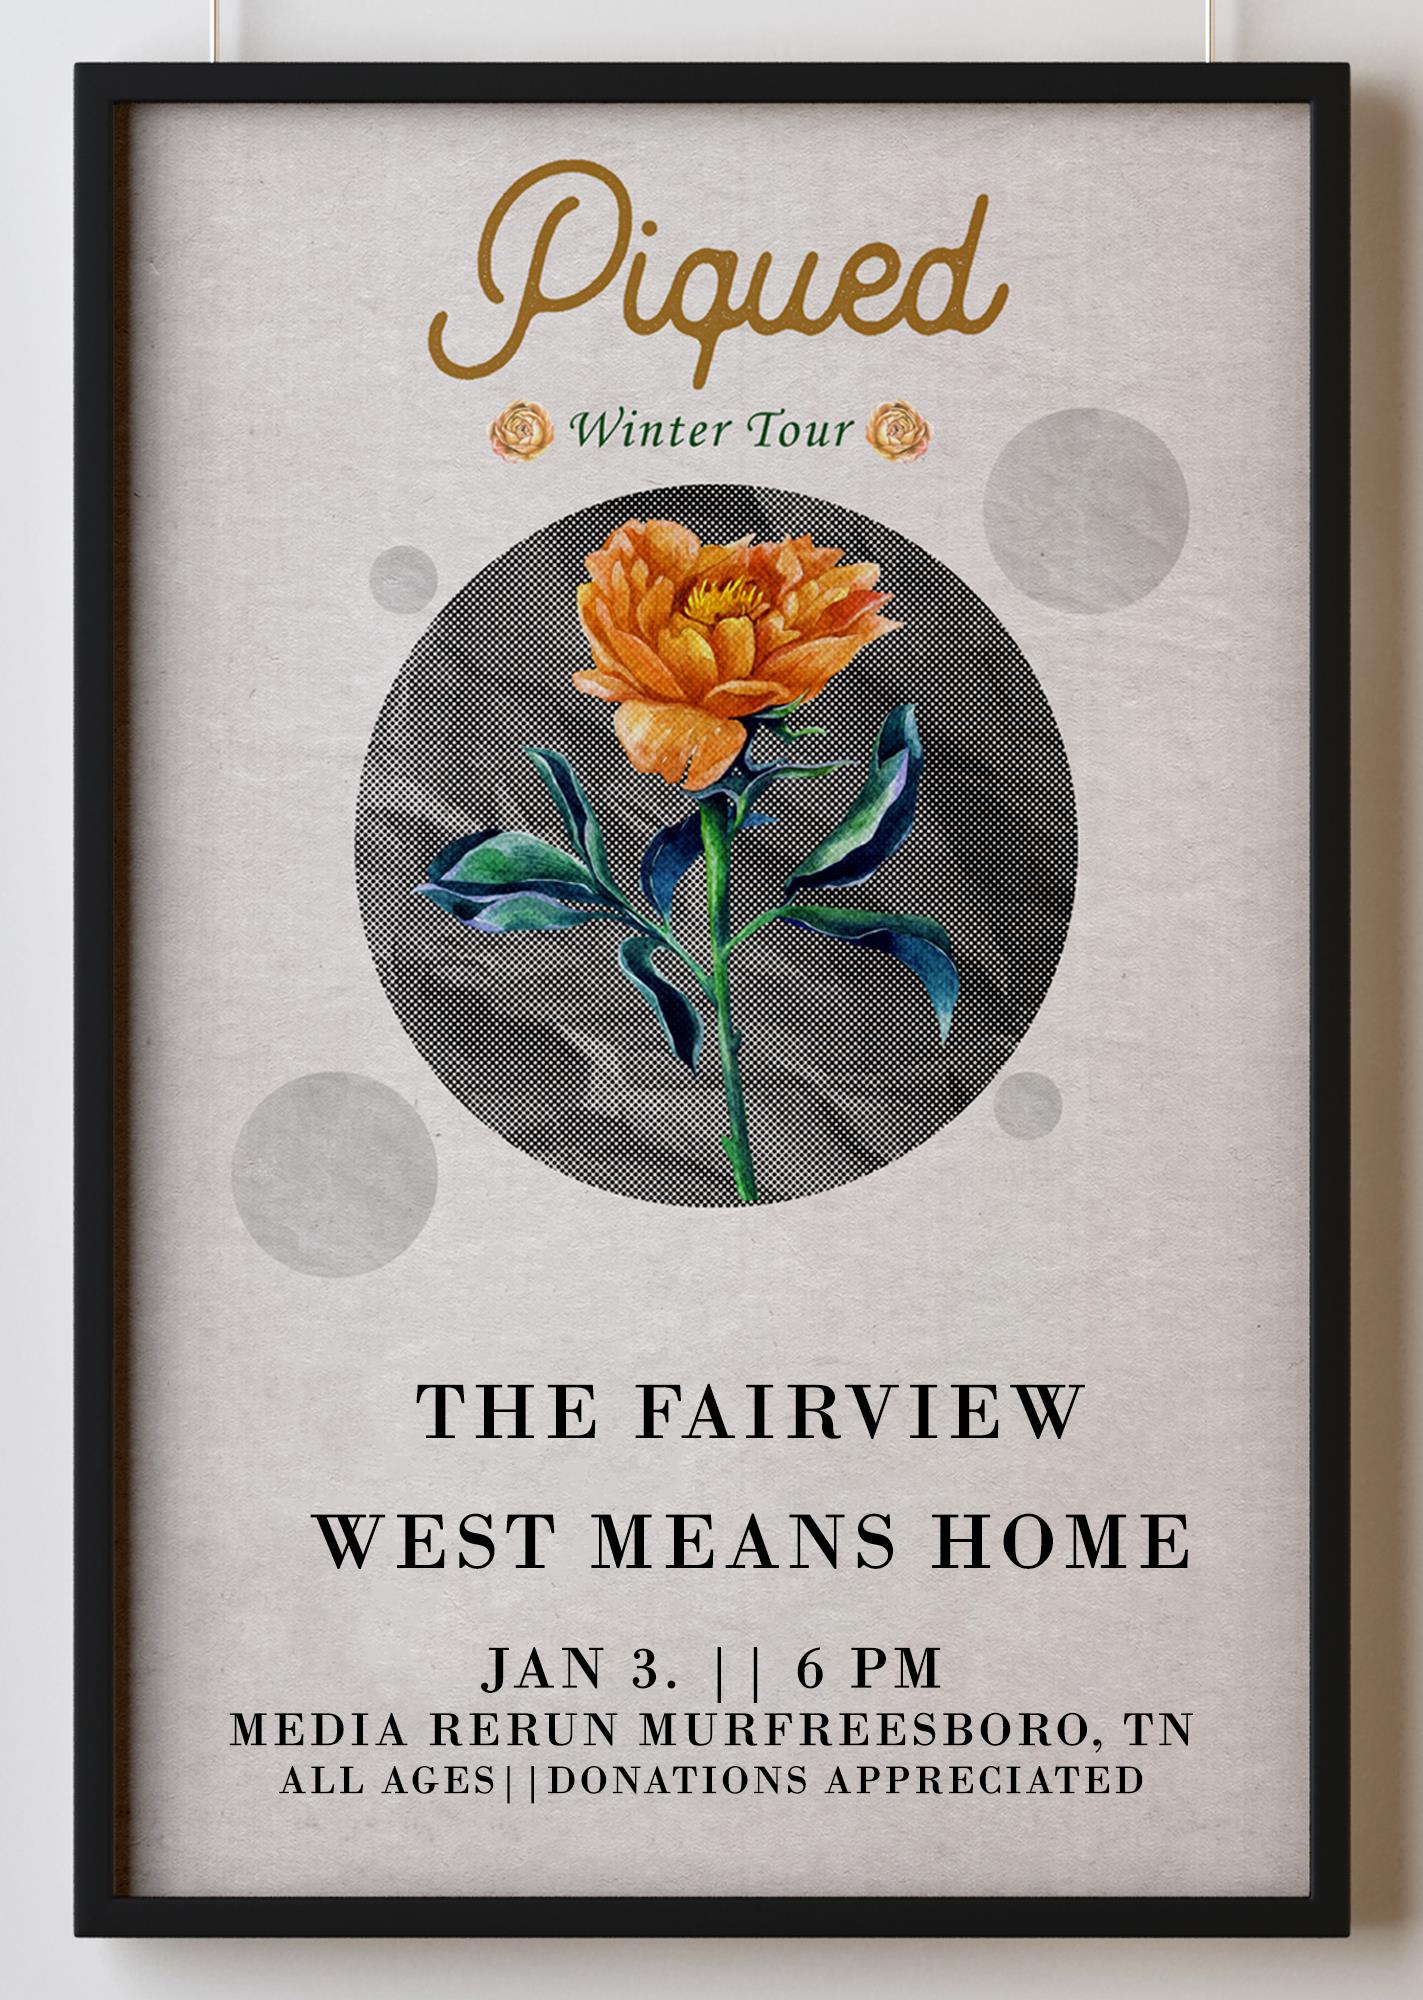 Piqued
Winter Tour
THE FAIRVIEW
WEST MEANS HOME
JAN 3. || 6 PM
MEDIA RERUN MURFREESBORO, TN
ALL AGES||DONATIONS APPRECIATED